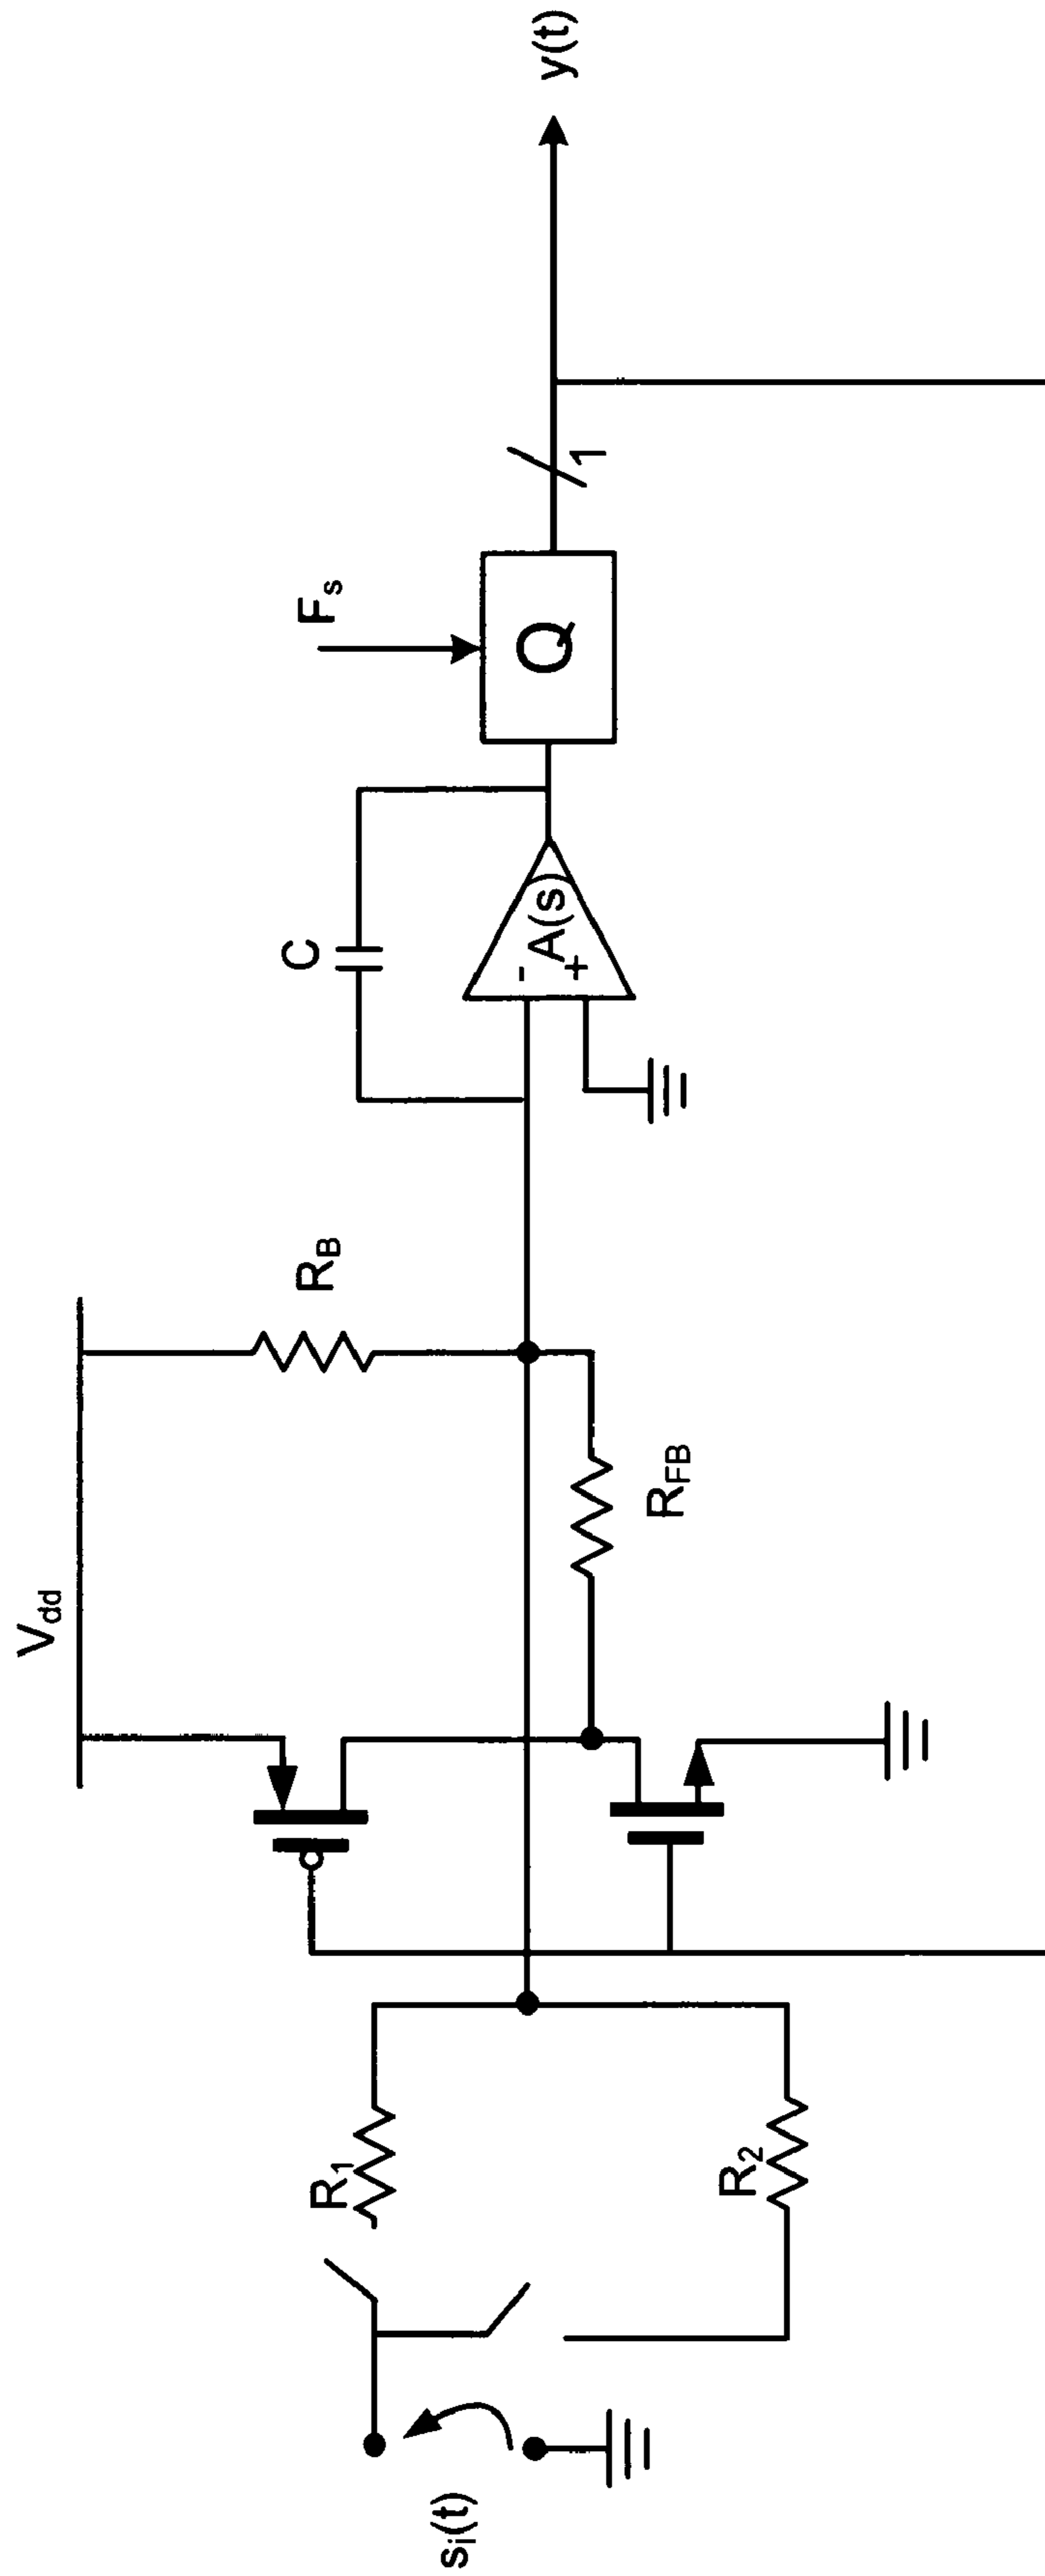 s_i(t)
R_1
R_2
V_dd
R_FB
R_B
C
-
+
A(s)
F_s
Q
1
y(t)